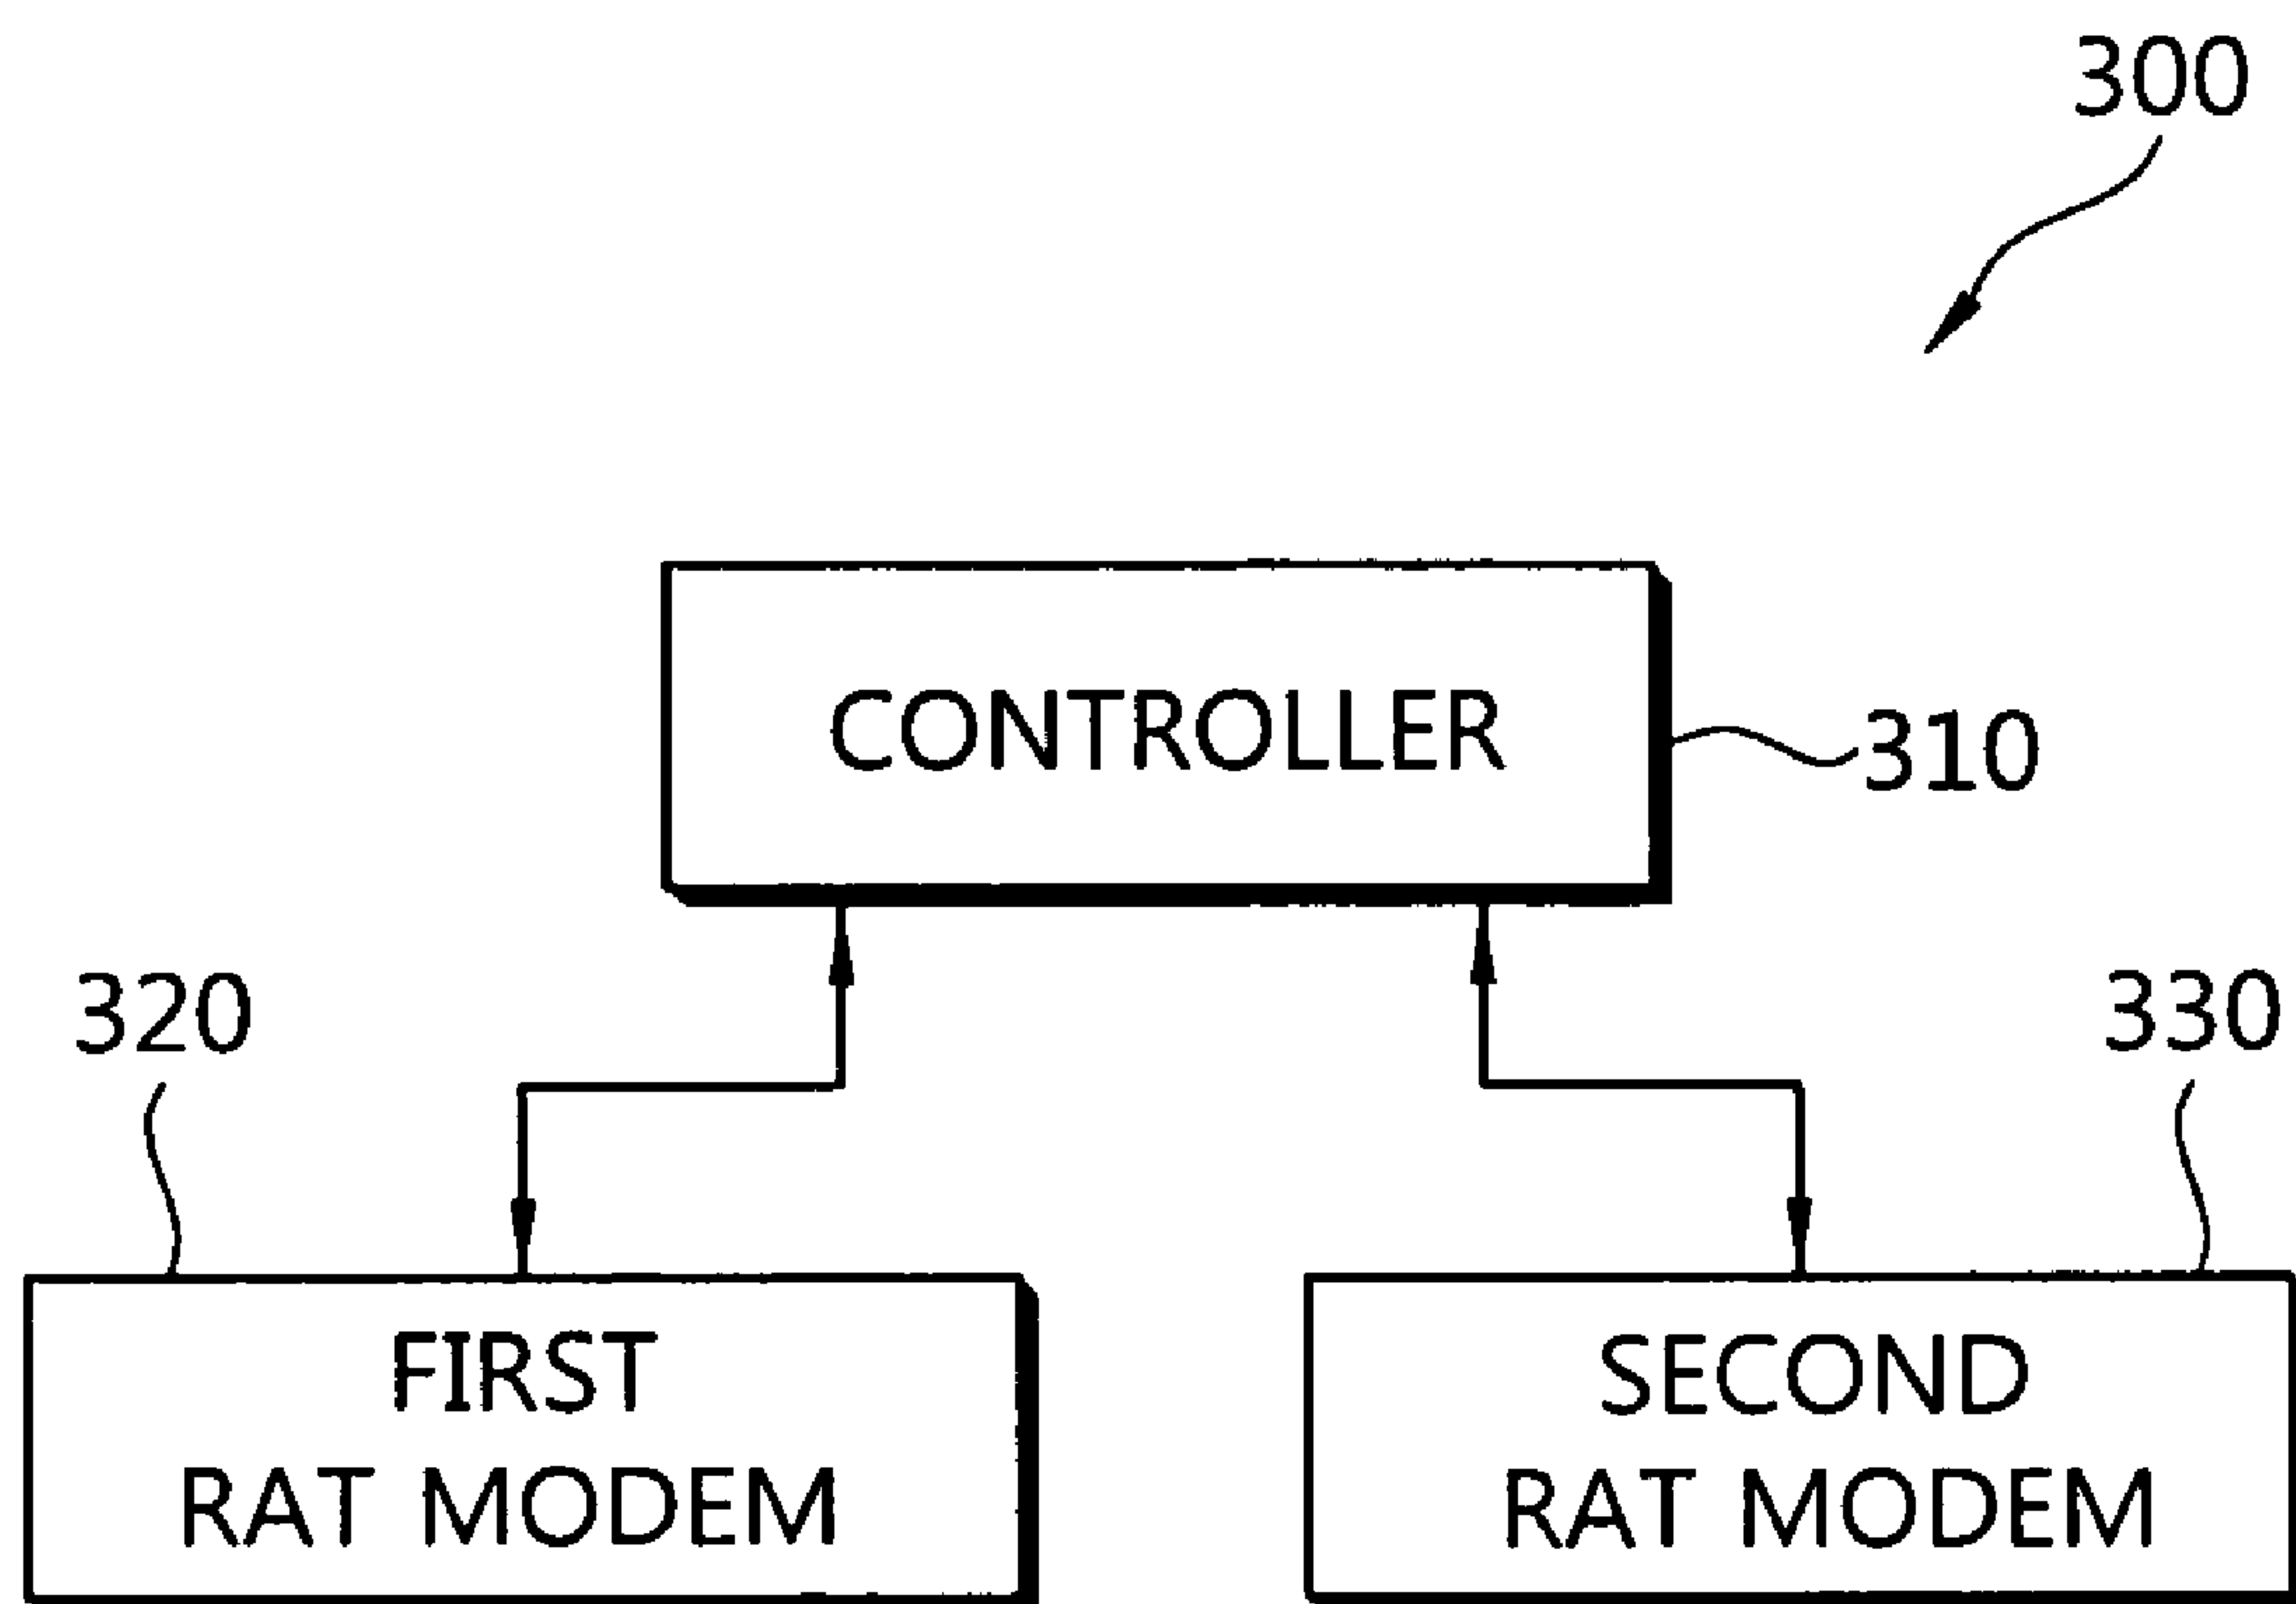 300
CONTROLLER
310
320
330
FIRST
RAT MODEM
SECOND
RAT MODEM